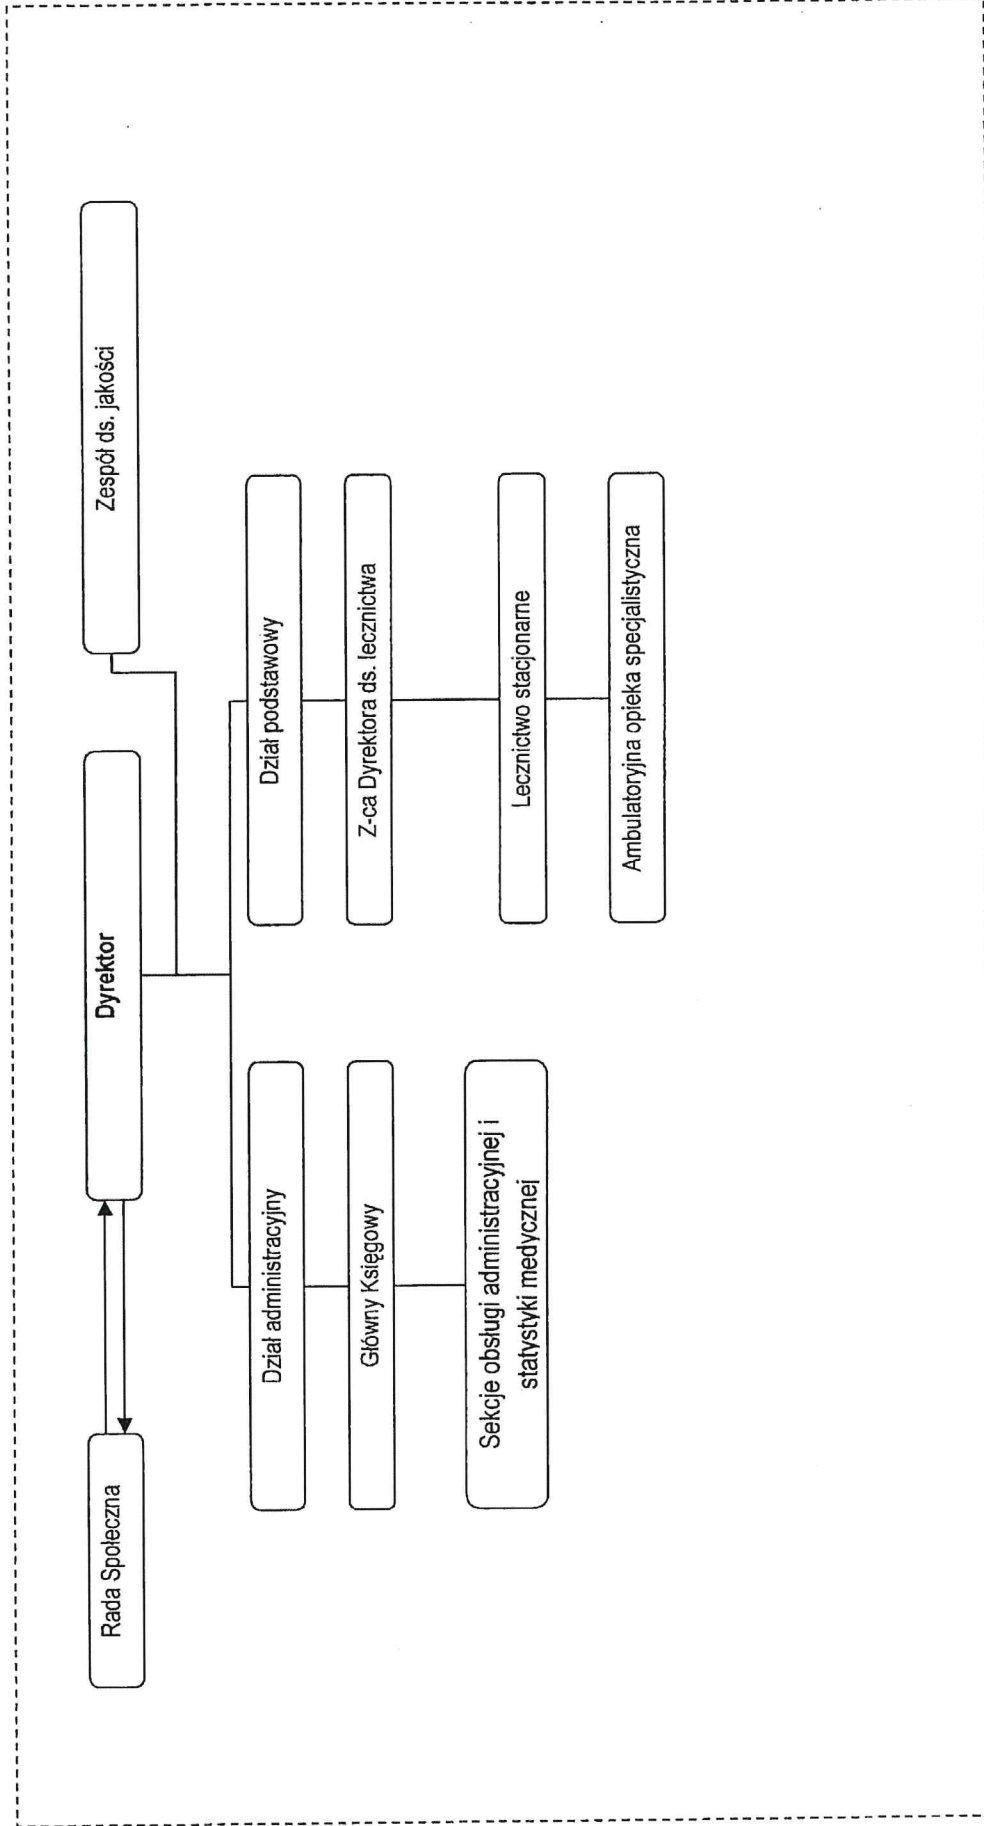 Rada Społeczna
Dyrektor
Zespół ds. jakości
Dział administracyjny
Główny Księgowy
Sekcje obsługi administracyjnej i
statystyki medycznej
Dział podstawowy
Z-ca Dyrektora ds. lecznictwa
Lecznictwo stacjonarne
Ambulatoryjna opieka specjalistyczna